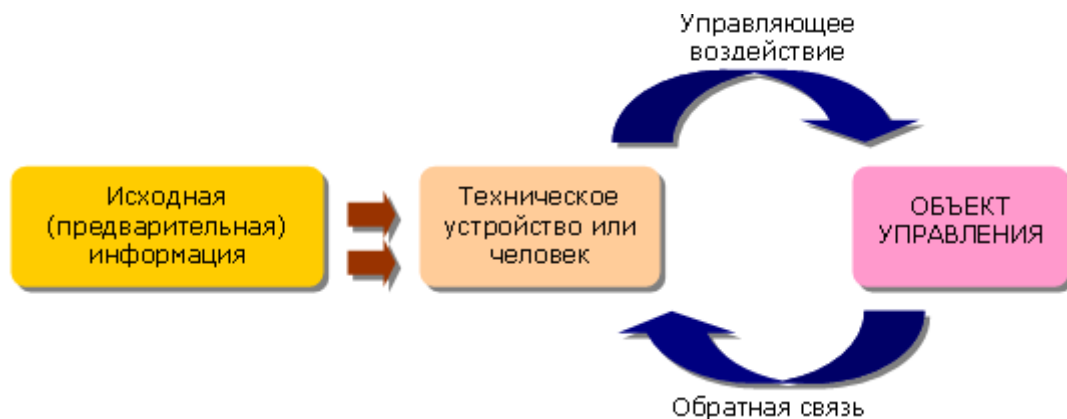 Управляющее
воздействие
Исходная
(предварительная)
информация
Техническое
устройство или
человек
ОБЪЕКТ
УПРАВЛЕНИЯ
Обратная связь